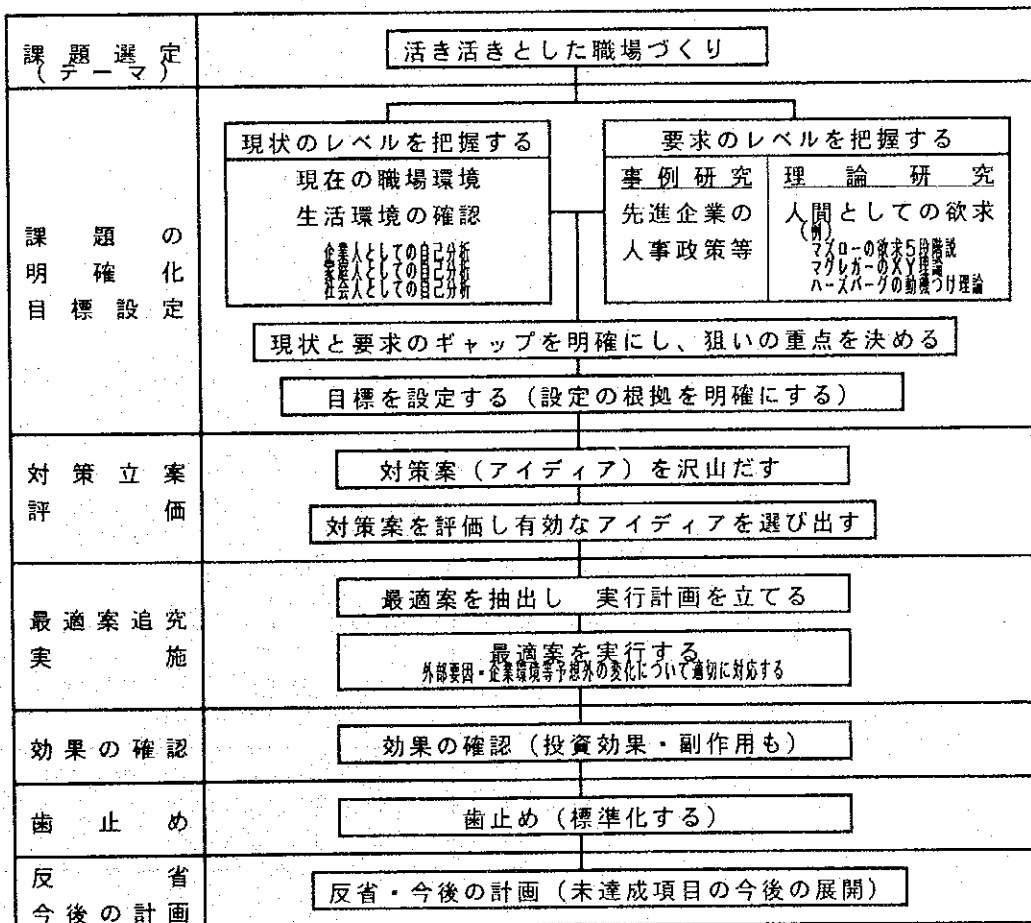 課題選定
(テーマ)
活き活きとした職場づくり
課題の
明確化
目標設定
現状のレベルを把握する
現在の職場環境
生活環境の確認
企業人としての自己分析
家庭人としての自己分析
社会人としての自己分析
要求のレベルを把握する
事例研究
先進企業の
人事政策等
理論研究
人間としての欲求
(例)
マズローの欲求5段階説
マグレガーのXY理論
ハーズバーグの動機つけ理論
現状と要求のギャップを明確にし、狙いの重点を決める
目標を設定する(設定の根拠を明確にする)
対策立案
評価
対策案(アイディア)を沢山だす
対策案を評価し有効なアイディアを選び出す
最適案追究
実施
最適案を抽出し 実行計画を立てる
最適案を実行する
外部要因・企業環境等予想外の変化について適切に対応する
効果の確認
効果の確認(投資効果・副作用も)
歯止め
歯止め(標準化する)
反省
今後の計画
反省・今後の計画(未達成項目の今後の展開)